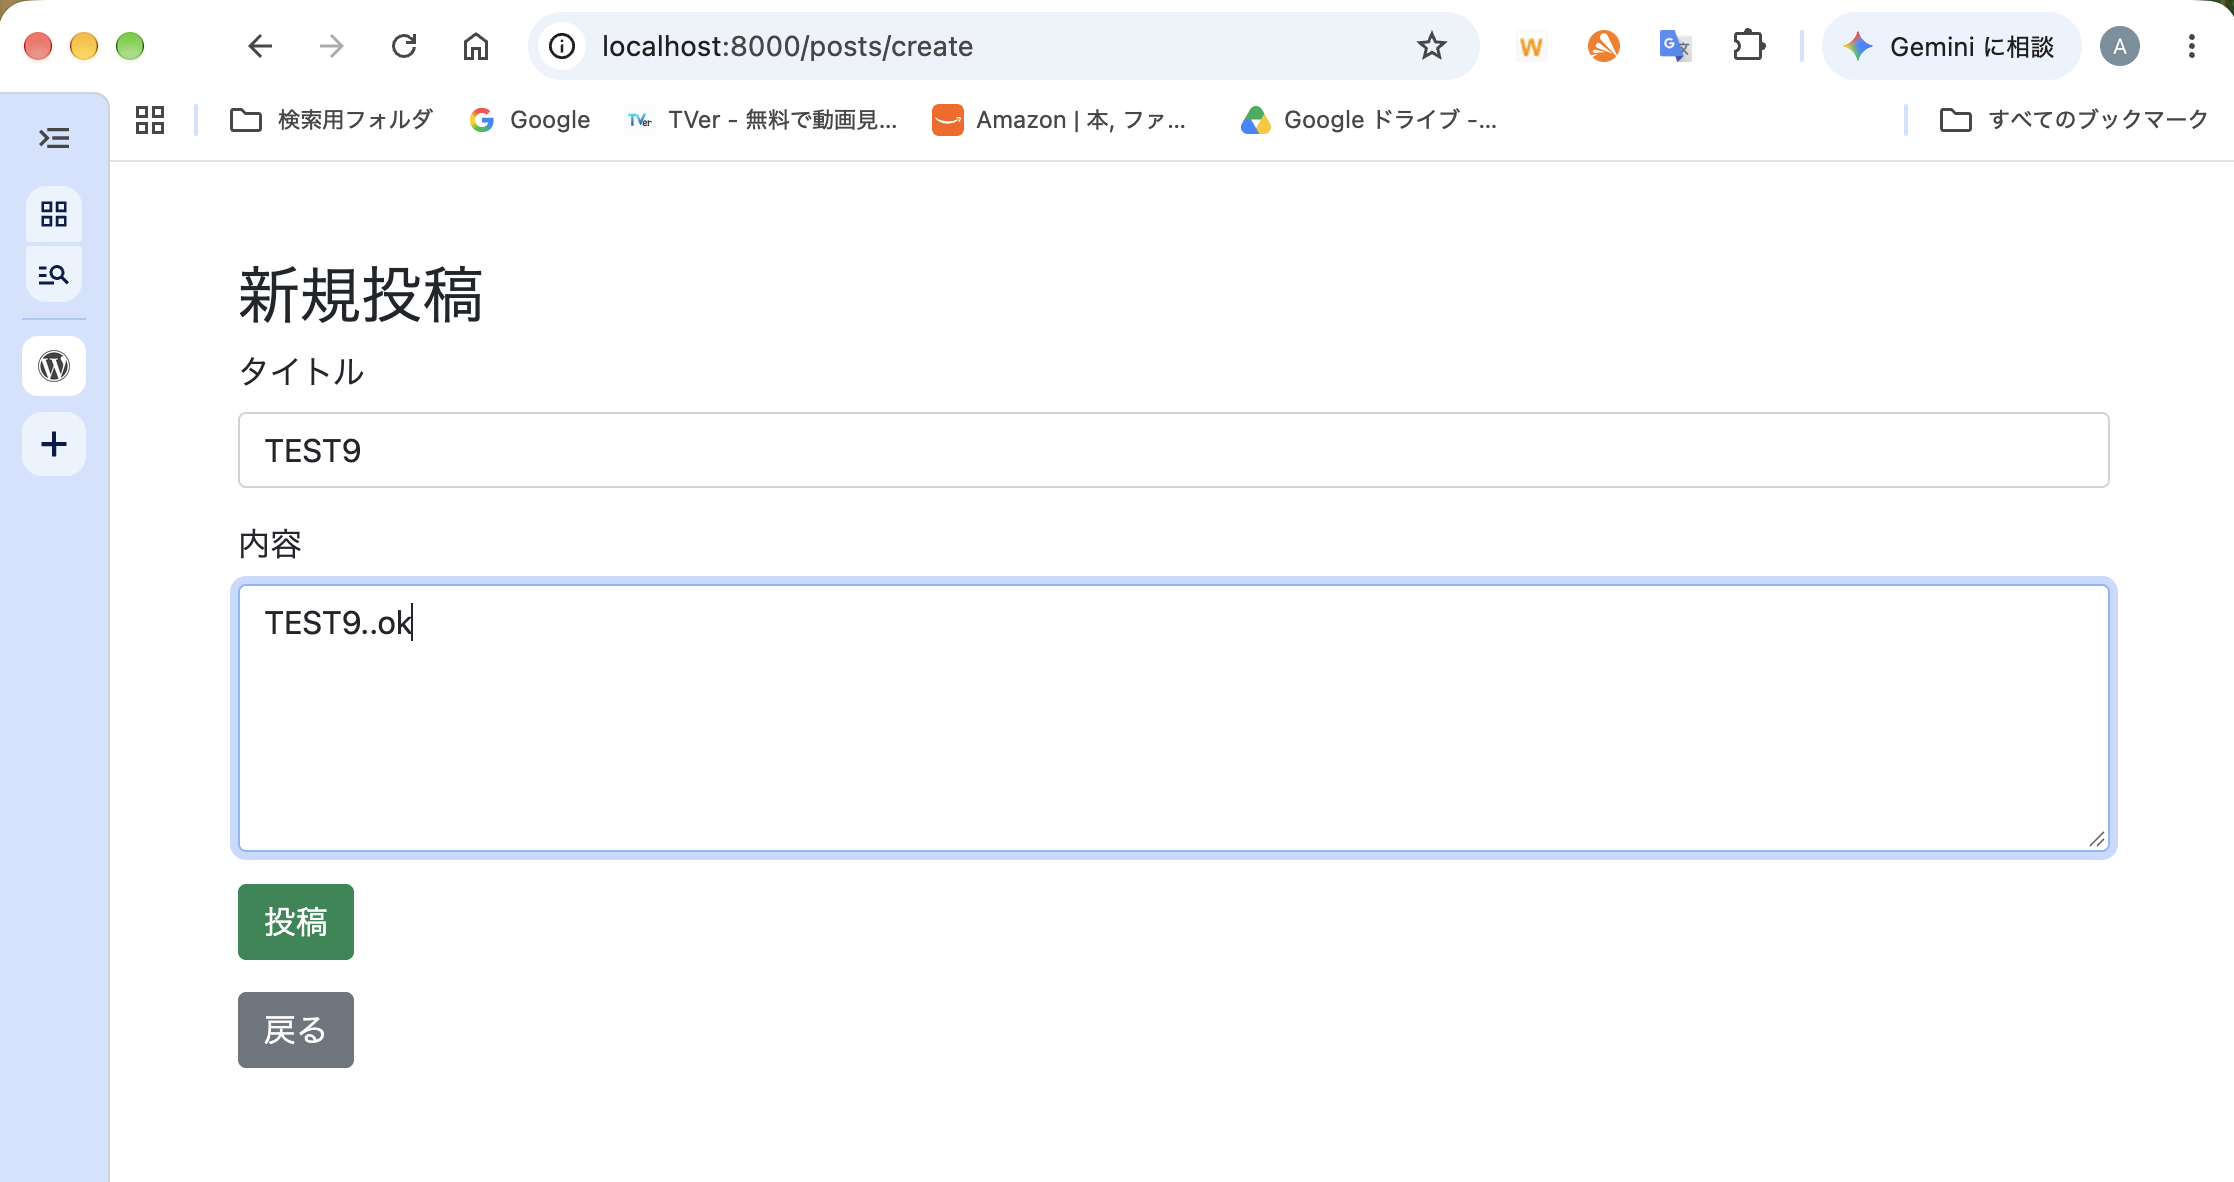 localhost:8000/posts/create
W
G 文
Gemini に相談
A
検索用フォルダ
Google
TVer
TVer - 無料で動画見...
Amazon | 本, ファ...
Google ドライブ -...
すべてのブックマーク
新規投稿
タイトル
TEST9
内容
TEST9..ok
投稿
戻る